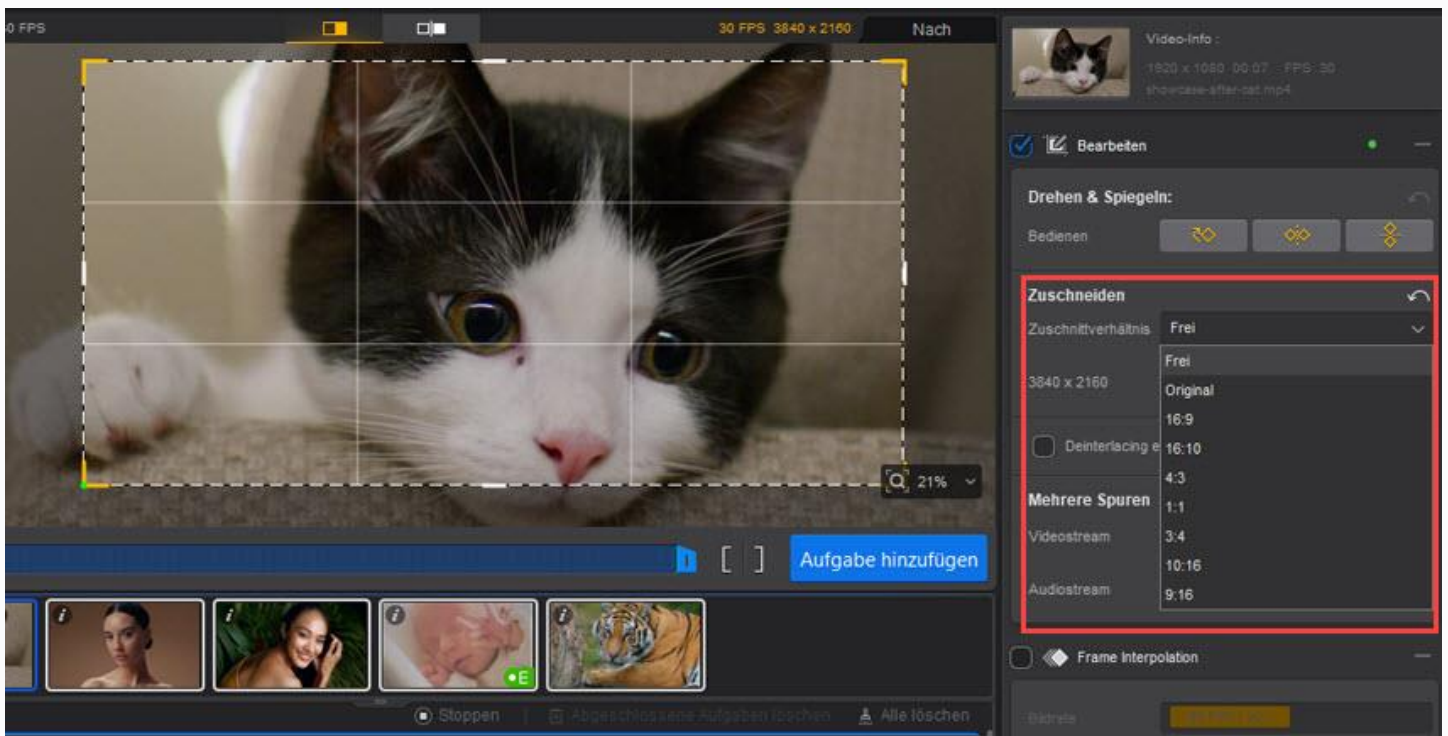 0 FPS
30 FPS 3840 x 2160
Nach
21%
[ ]
Aufgabe hinzufügen
E
Stoppen
Abgeschlossene Aufgaben löschen
Alle löschen
Video-Info :
1920 x 1080 00:07 FPS: 30
showcase-after-cat.mp4
Bearbeiten
Drehen & Spiegeln:
Bedienen
Zuschneiden
Zuschnittverhältnis Frei
Frei
3840 x 2160
Original
16:9
Deinterlacing e
16:10
4:3
Mehrere Spuren
1:1
Videostream
3:4
10:16
Audiostream
9:16
Frame Interpolation
Bildrate